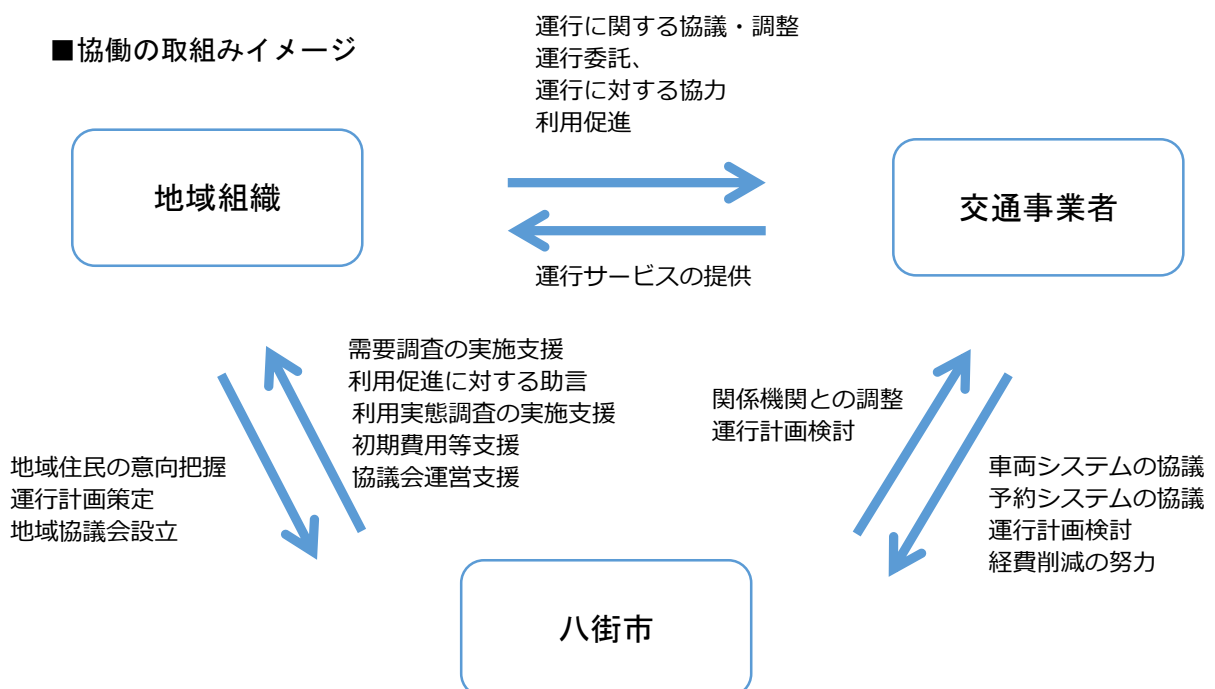 ■協働の取組みイメージ
運行に関する協議・調整
運行委託、
運行に対する協力
利用促進
地域組織
交通事業者
運行サービスの提供
需要調査の実施支援
利用促進に対する助言
利用実態調査の実施支援
初期費用等支援
協議会運営支援
地域住民の意向把握
運行計画策定
地域協議会設立
関係機関との調整
運行計画検討
車両システムの協議
予約システムの協議
運行計画検討
経費削減の努力
八街市